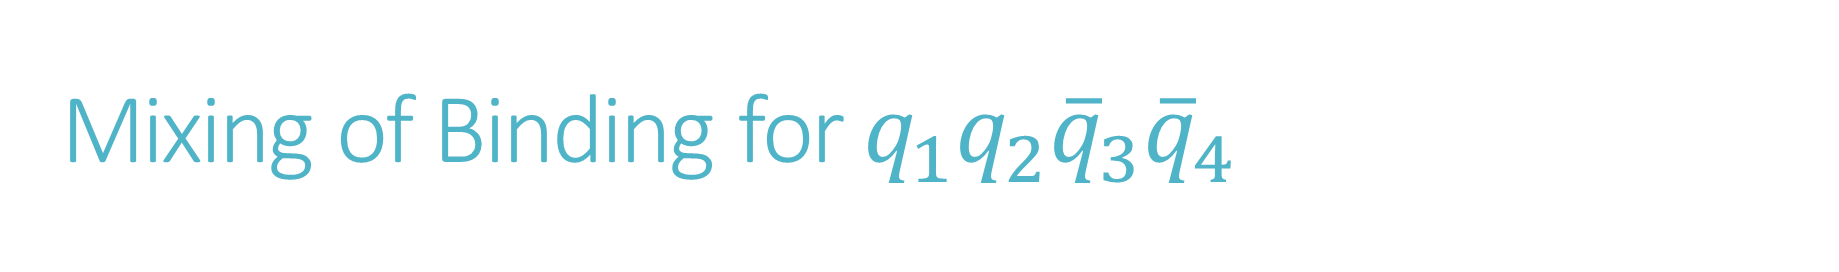 Mixing of Binding for q₁q₂q̅₃q̅₄